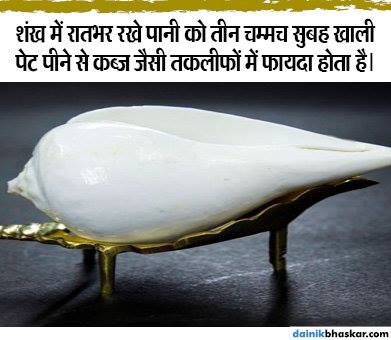 शंख में रातभर रखे पानी को तीन चम्मच सुबह खाली
पेट पीने से कब्ज जैसी तकलीफों में फायदा होता है।
dainikbhaskar.com